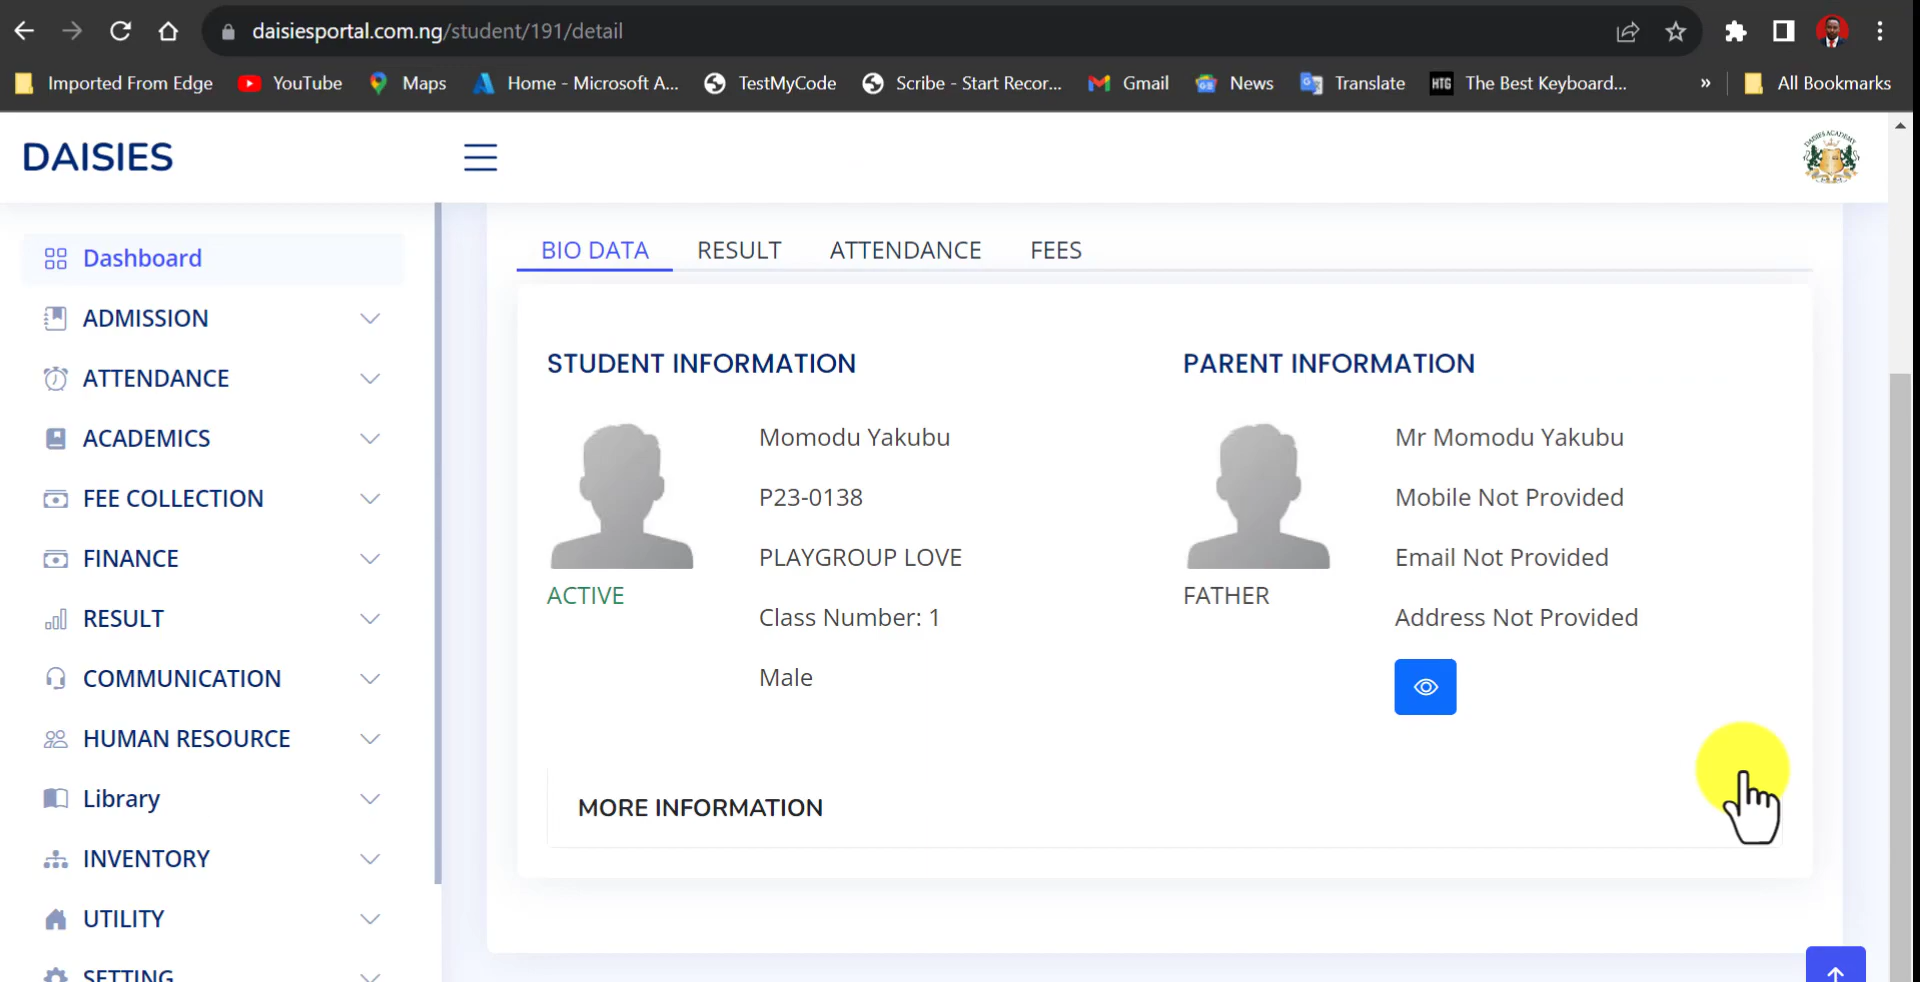 daisiesportal.com.ng/student/191/detail
Imported From Edge YouTube Maps Home - Microsoft A... TestMyCode Scribe - Start Recor... Gmail News HTG The Best Keyboard... » All Bookmarks
DAISIES
DAISIES ACADEMY
Dashboard
ADMISSION
ATTENDANCE
ACADEMICS
FEE COLLECTION
FINANCE
RESULT
COMMUNICATION
HUMAN RESOURCE
Library
INVENTORY
UTILITY
SETTING
BIO DATA RESULT ATTENDANCE FEES
STUDENT INFORMATION
Momodu Yakubu
P23-0138
PLAYGROUP LOVE
ACTIVE
Class Number: 1
Male
PARENT INFORMATION
Mr Momodu Yakubu
Mobile Not Provided
Email Not Provided
FATHER
Address Not Provided
MORE INFORMATION